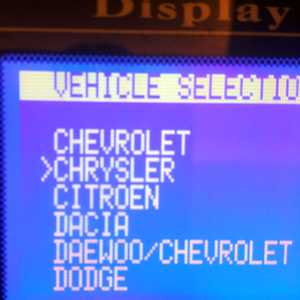 Display
VEHICLE SELECTIO
CHEVROLET
>CHRYSLER
CITROEN
DACIA
DAEWOO/CHEVROLET
DODGE